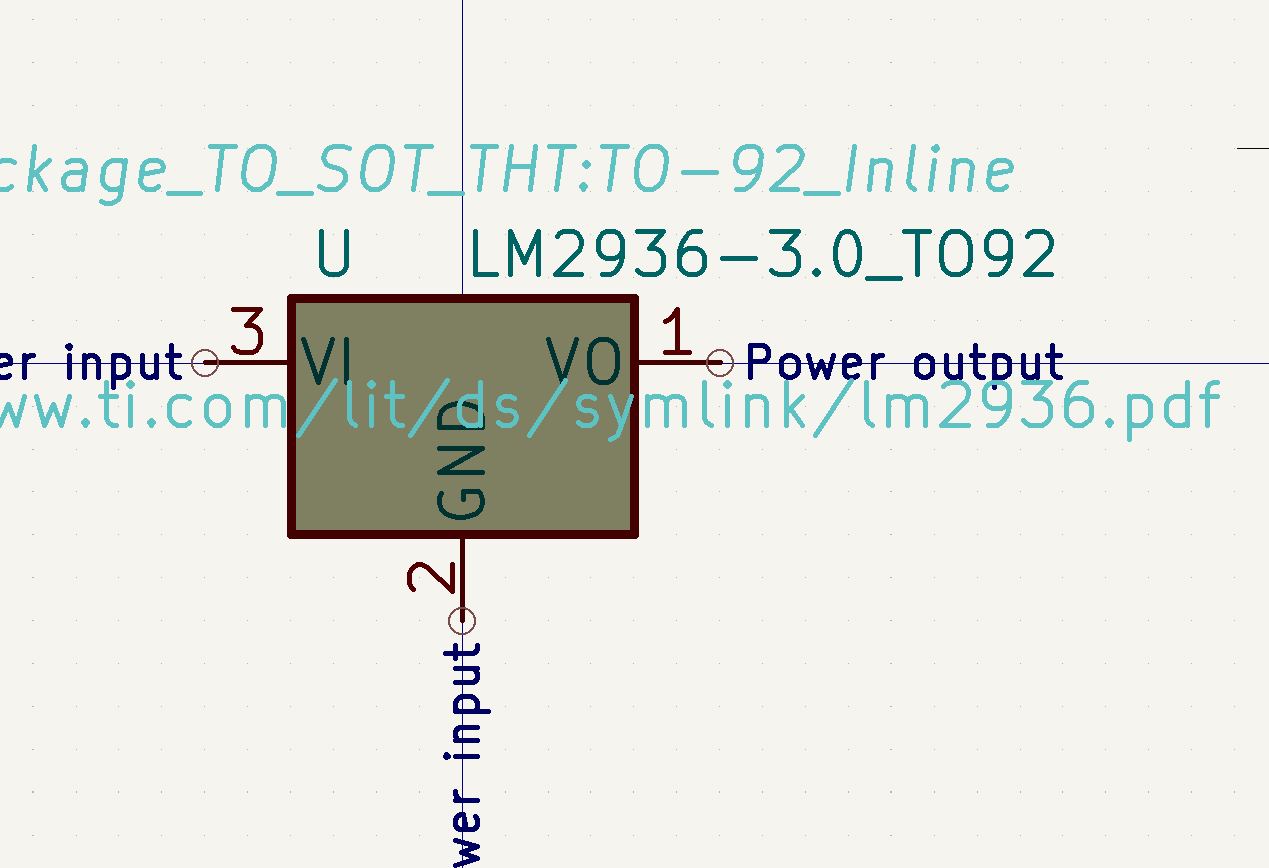 ckage_TO_SOT_THT:TO-92_Inline
U LM2936-3.0_TO92
3 1
er input VI VO Power output
ww.ti.com/lit/ds/symlink/lm2936.pdf
GND
2
wer input